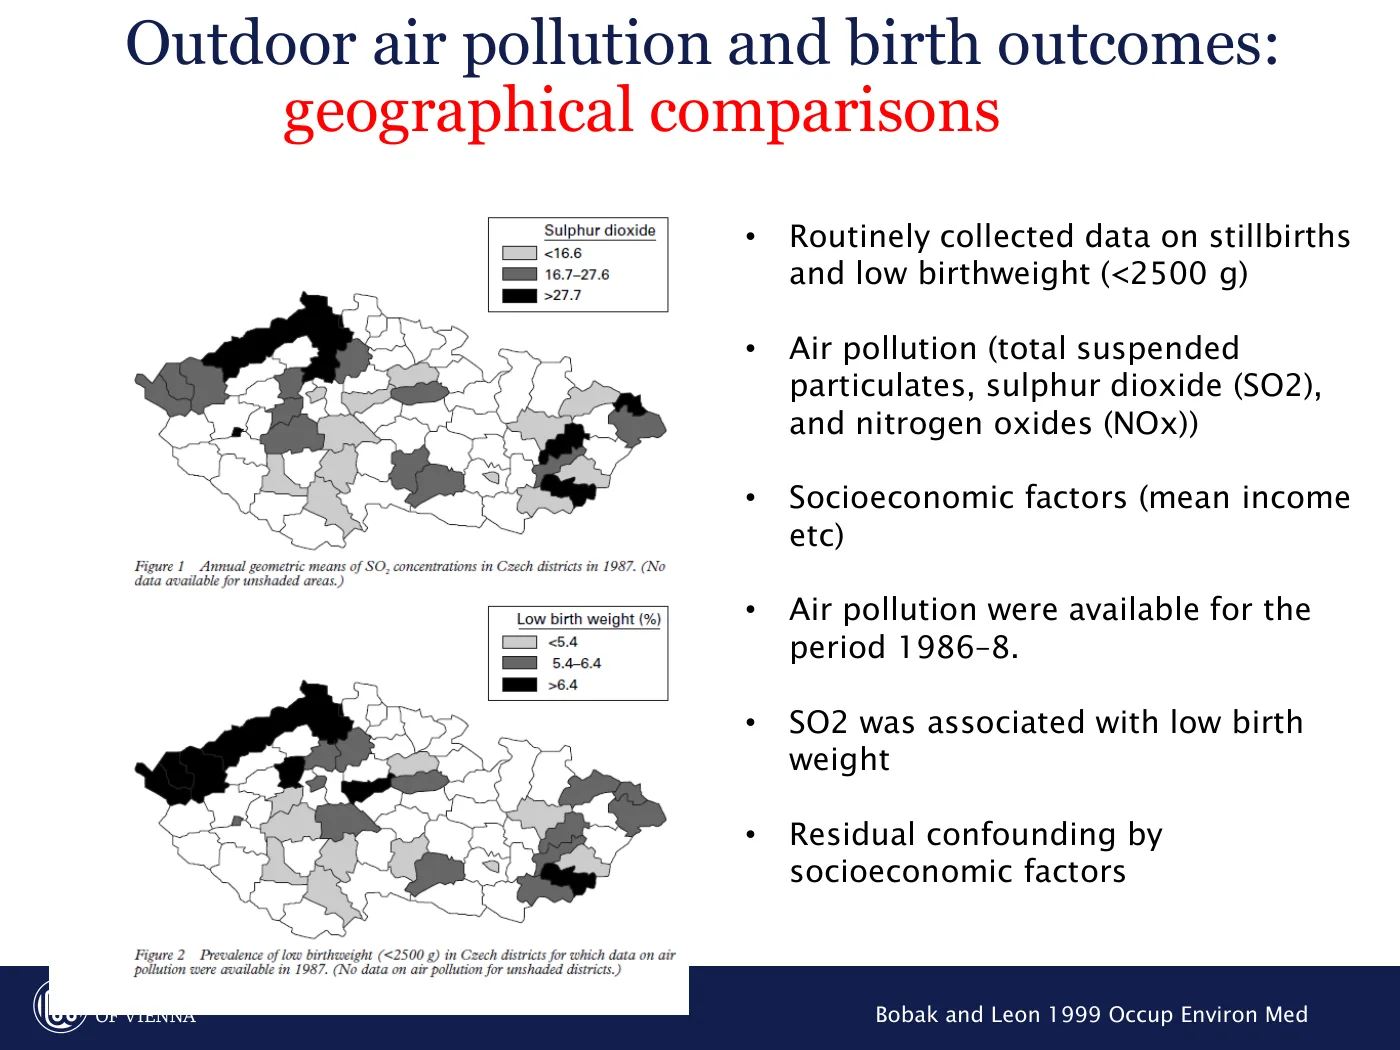 Outdoor air pollution and birth outcomes:
geographical comparisons
Sulphur dioxide
<16.6
16.7–27.6
>27.7
Figure 1 Annual geometric means of SO2 concentrations in Czech districts in 1987. (No
data available for unshaded areas.)
Low birth weight (%)
<5.4
5.4–6.4
>6.4
Figure 2 Prevalence of low birthweight (<2500 g) in Czech districts for which data on air
pollution were available in 1987. (No data on air pollution for unshaded districts.)
• Routinely collected data on stillbirths
and low birthweight (<2500 g)
• Air pollution (total suspended
particulates, sulphur dioxide (SO2),
and nitrogen oxides (NOx))
• Socioeconomic factors (mean income
etc)
• Air pollution were available for the
period 1986–8.
• SO2 was associated with low birth
weight
• Residual confounding by
socioeconomic factors
OF VIENNA
Bobak and Leon 1999 Occup Environ Med